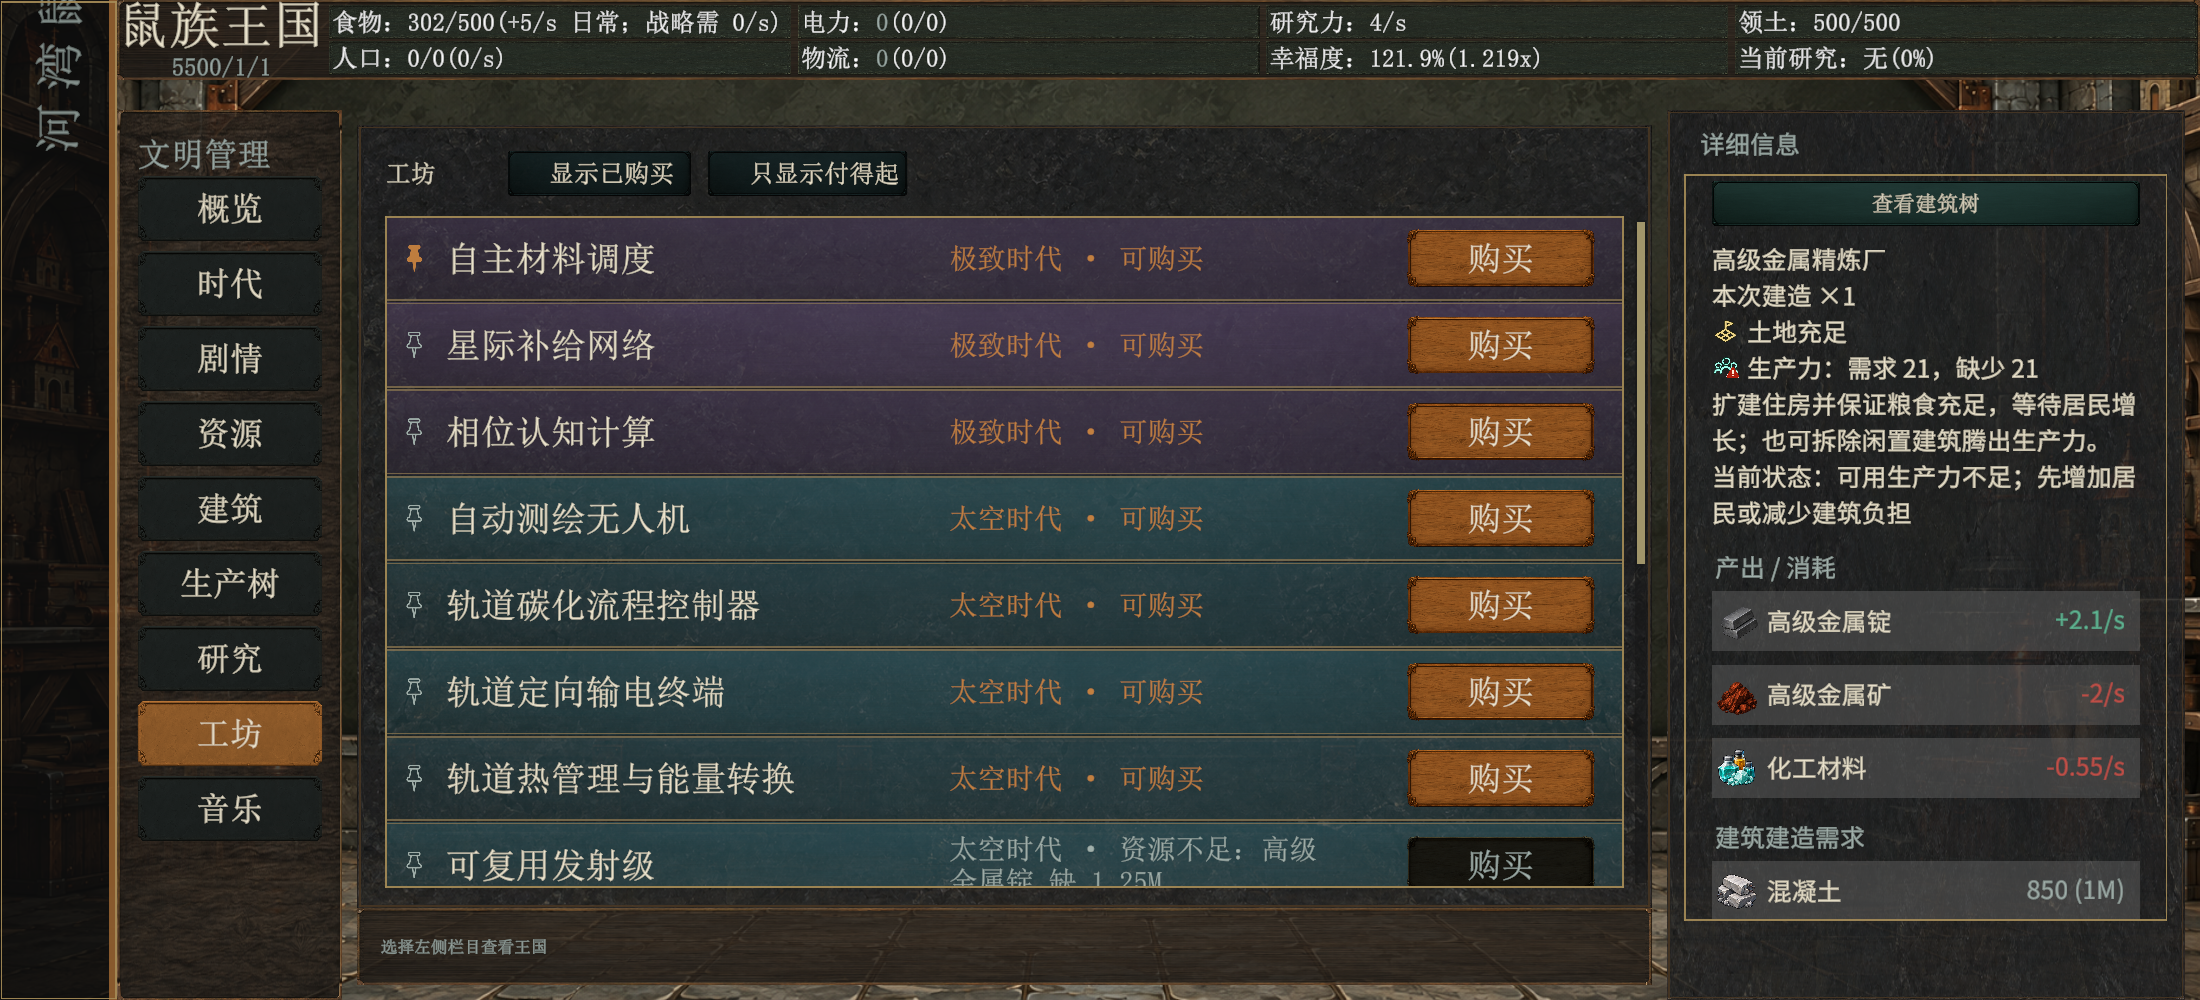 河湾鼠
鼠族王国
5500/1/1
食物: 302/500(+5/s 日常; 战略需 0/s)
人口: 0/0(0/s)
电力: 0(0/0)
物流: 0(0/0)
研究力: 4/s
幸福度: 121.9%(1.219x)
领土: 500/500
当前研究: 无(0%)
文明管理
概览
时代
剧情
资源
建筑
生产树
研究
工坊
音乐
工坊
显示已购买
只显示付得起
自主材料调度 极致时代 • 可购买 购买
星际补给网络 极致时代 • 可购买 购买
相位认知计算 极致时代 • 可购买 购买
自动测绘无人机 太空时代 • 可购买 购买
轨道碳化流程控制器 太空时代 • 可购买 购买
轨道定向输电终端 太空时代 • 可购买 购买
轨道热管理与能量转换 太空时代 • 可购买 购买
可复用发射级 太空时代 • 资源不足: 高级 购买
金属锭 缺 1.25M
选择左侧栏目查看王国
详细信息
查看建筑树
高级金属精炼厂
本次建造 ×1
土地充足
生产力：需求 21，缺少 21
扩建住房并保证粮食充足，等待居民增
长；也可拆除闲置建筑腾出生产力。
当前状态：可用生产力不足；先增加居
民或减少建筑负担
产出 / 消耗
高级金属锭 +2.1/s
高级金属矿 -2/s
化工材料 -0.55/s
建筑建造需求
混凝土 850 (1M)